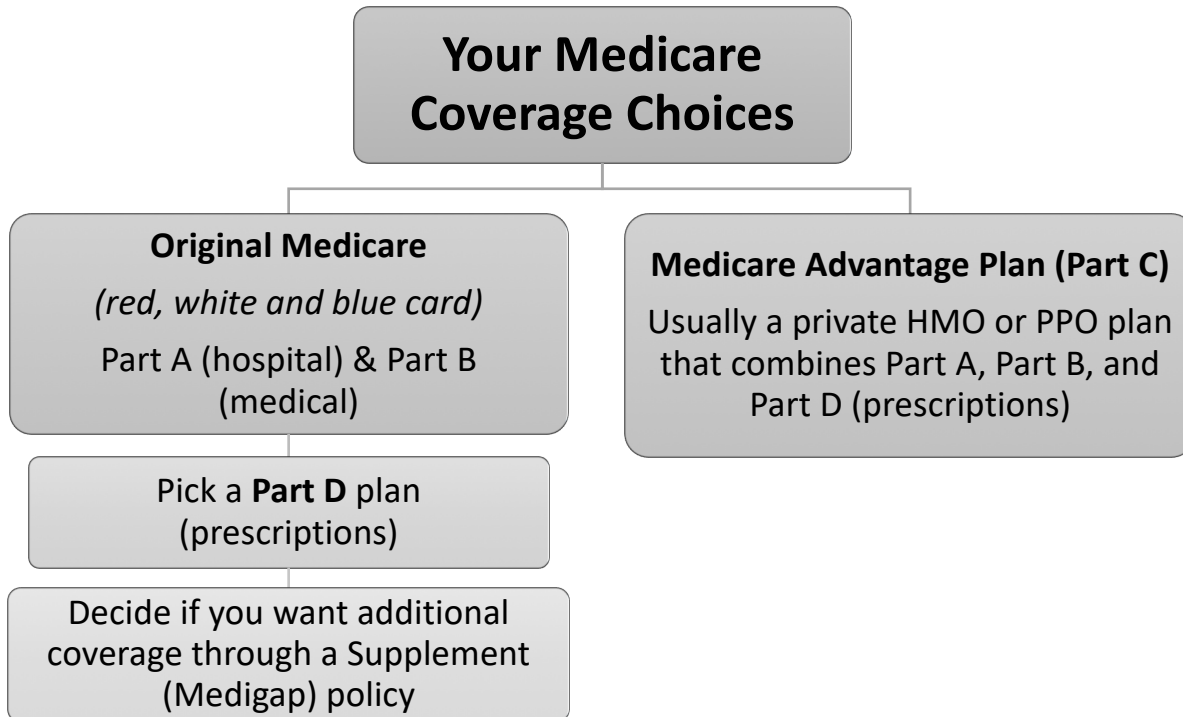 Your Medicare
Coverage Choices
Original Medicare
(red, white and blue card)
Part A (hospital) & Part B
(medical)
Pick a Part D plan
(prescriptions)
Decide if you want additional
coverage through a Supplement
(Medigap) policy
Medicare Advantage Plan (Part C)
Usually a private HMO or PPO plan
that combines Part A, Part B, and
Part D (prescriptions)